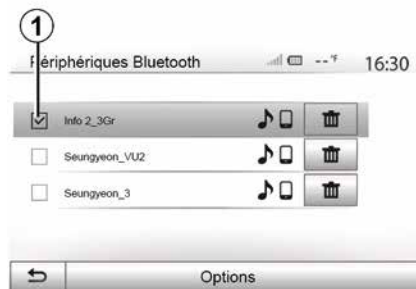 1
Périphériques Bluetooth
--°F
16:30
Info 2_3Gr
Seungyeon_VU2
Seungyeon_3
Options